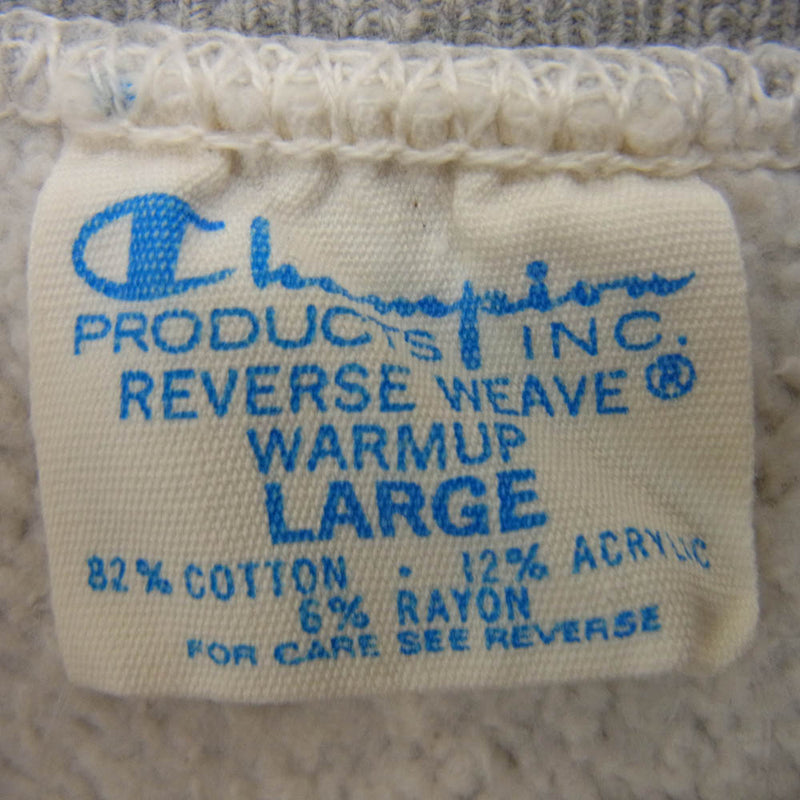 Champion
PRODUCTS INC.
REVERSE WEAVE®
WARMUP
LARGE
82% COTTON · 12% ACRYLIC
6% RAYON
FOR CARE SEE REVERSE